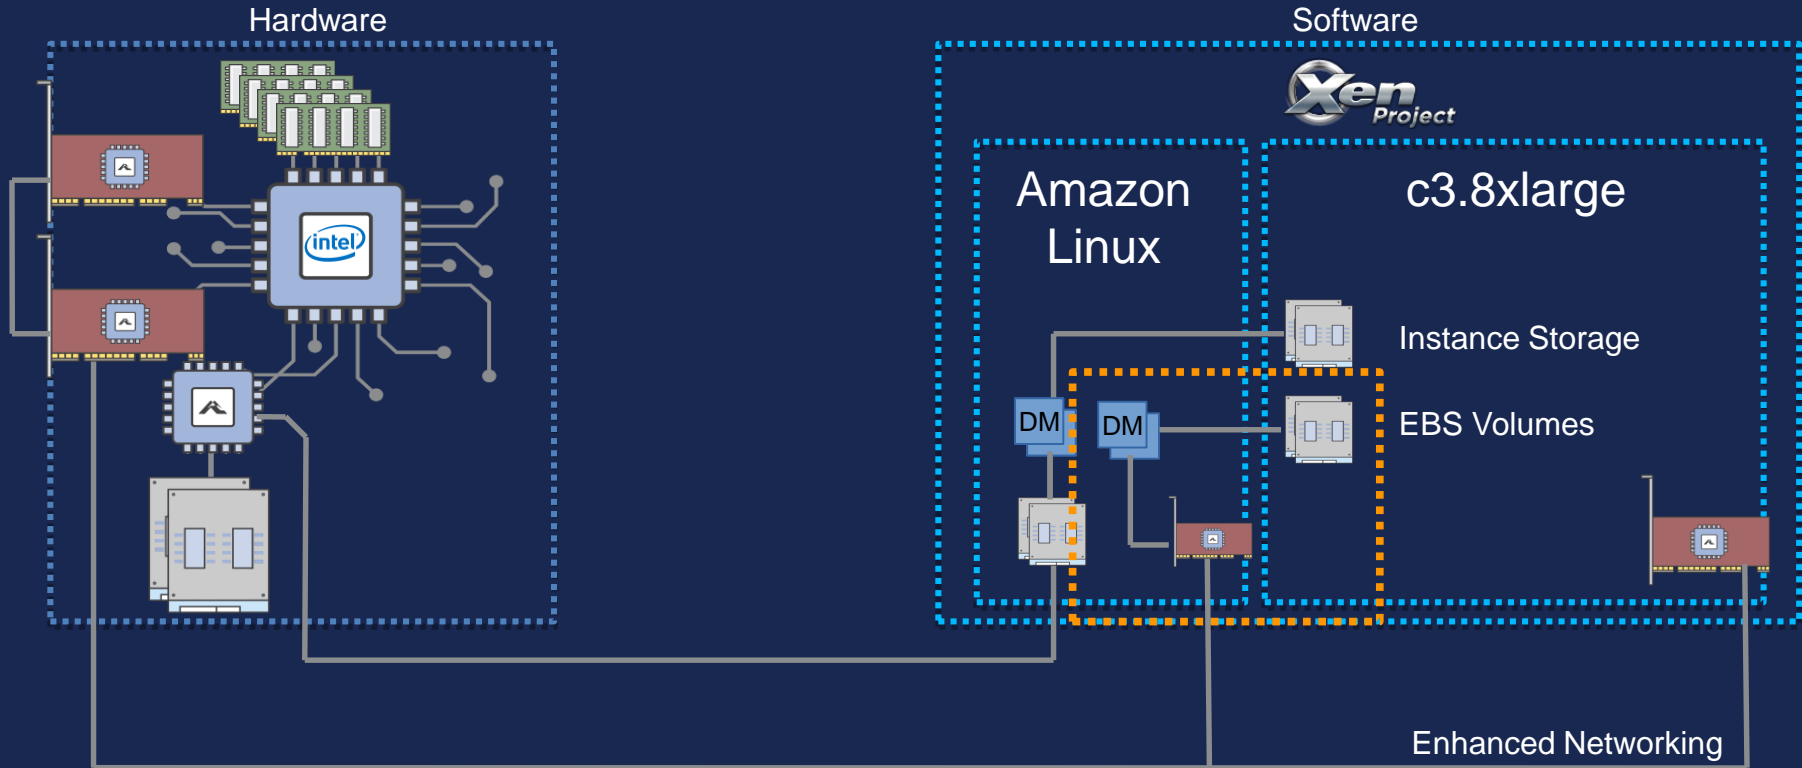 Hardware
Software
intel
Xen
Project
Amazon
Linux
c3.8xlarge
Instance Storage
DM
DM
EBS Volumes
Enhanced Networking